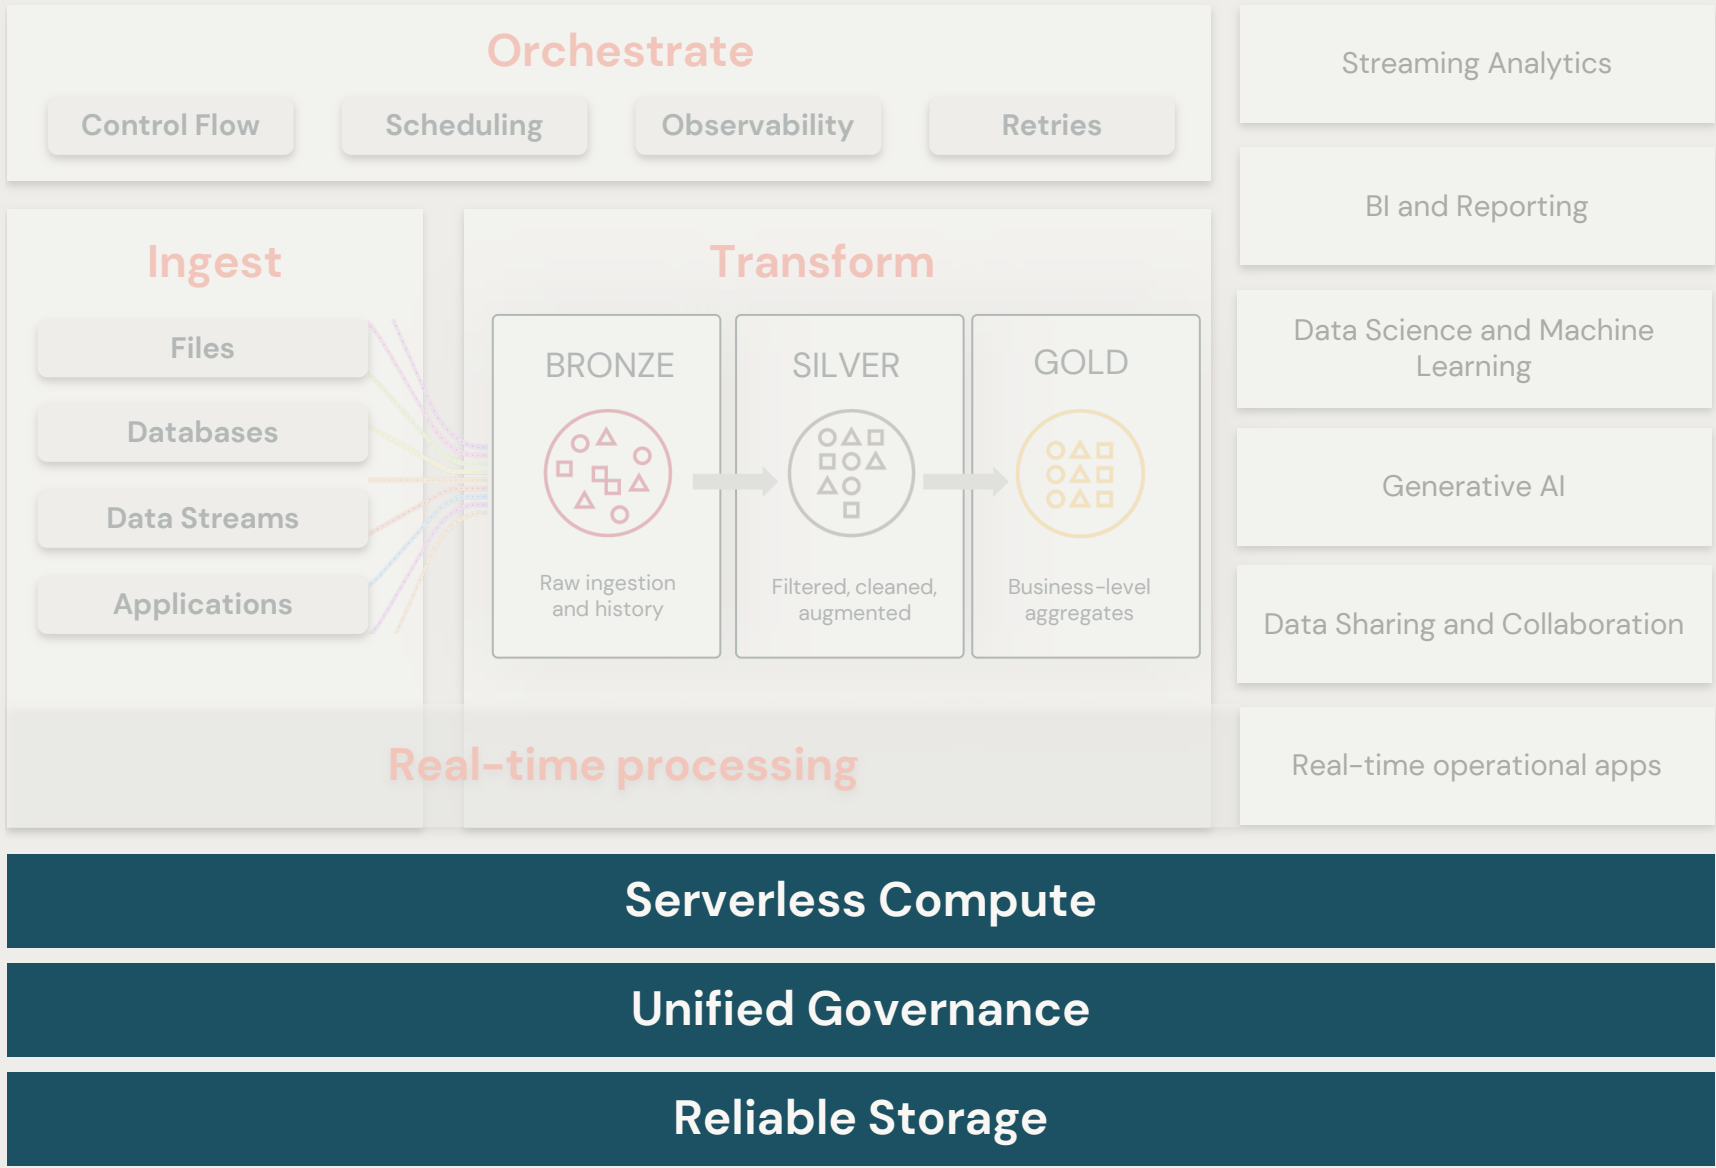 Orchestrate
Control Flow
Scheduling
Observability
Retries
Ingest
Files
Databases
Data Streams
Applications
Transform
BRONZE
Raw ingestion
and history
SILVER
Filtered, cleaned,
augmented
GOLD
Business-level
aggregates
Real-time processing
Streaming Analytics
BI and Reporting
Data Science and Machine
Learning
Generative AI
Data Sharing and Collaboration
Real-time operational apps
Serverless Compute
Unified Governance
Reliable Storage